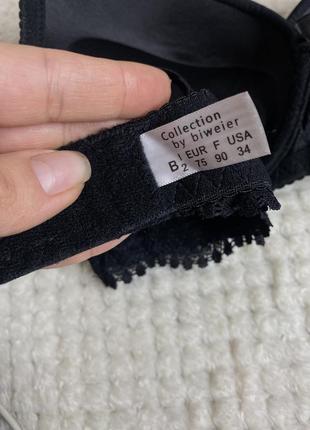 Collection
by biweier
B I EUR F USA
2 75 90 34